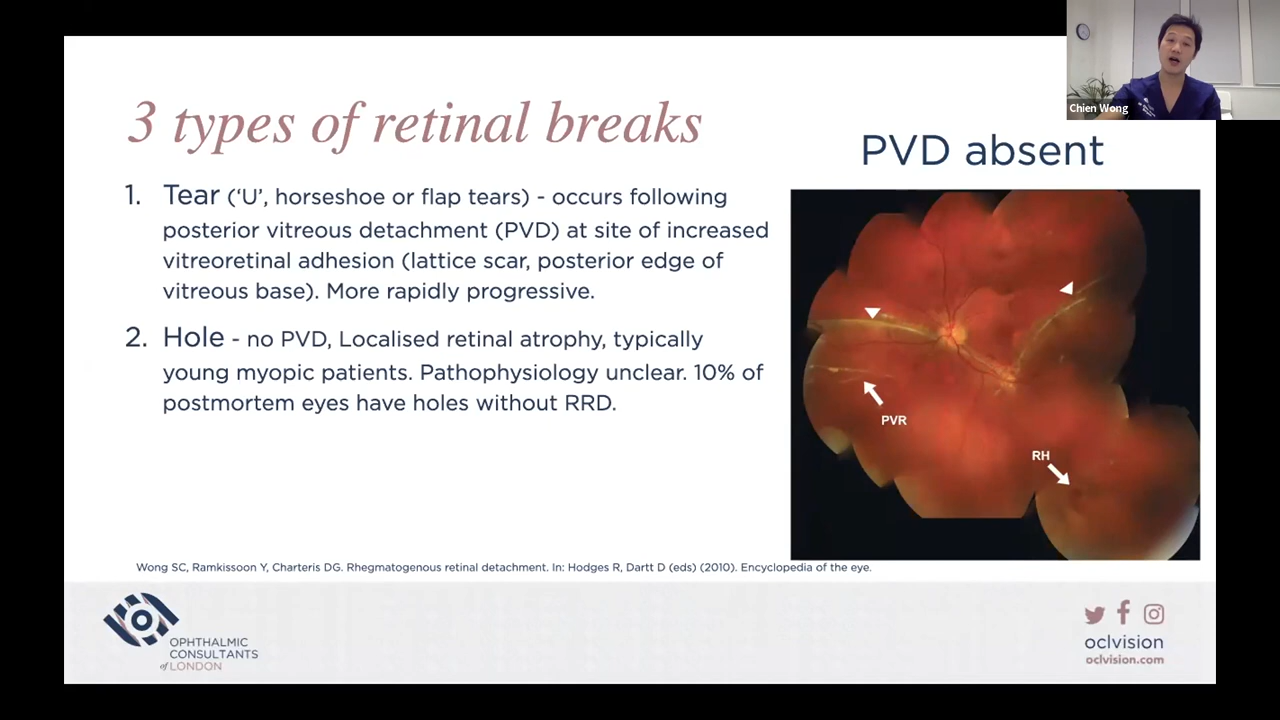 Chien Wong
3 types of retinal breaks
PVD absent
1. Tear (‘U’, horseshoe or flap tears) - occurs following
posterior vitreous detachment (PVD) at site of increased
vitreoretinal adhesion (lattice scar, posterior edge of
vitreous base). More rapidly progressive.
2. Hole - no PVD, Localised retinal atrophy, typically
young myopic patients. Pathophysiology unclear. 10% of
postmortem eyes have holes without RRD.
PVR
RH
Wong SC, Ramkissoon Y, Charteris DG. Rhegmatogenous retinal detachment. In: Hodges R, Dartt D (eds) (2010). Encyclopedia of the eye.
OPHTHALMIC
CONSULTANTS
of LONDON
oclvision
oclvision.com